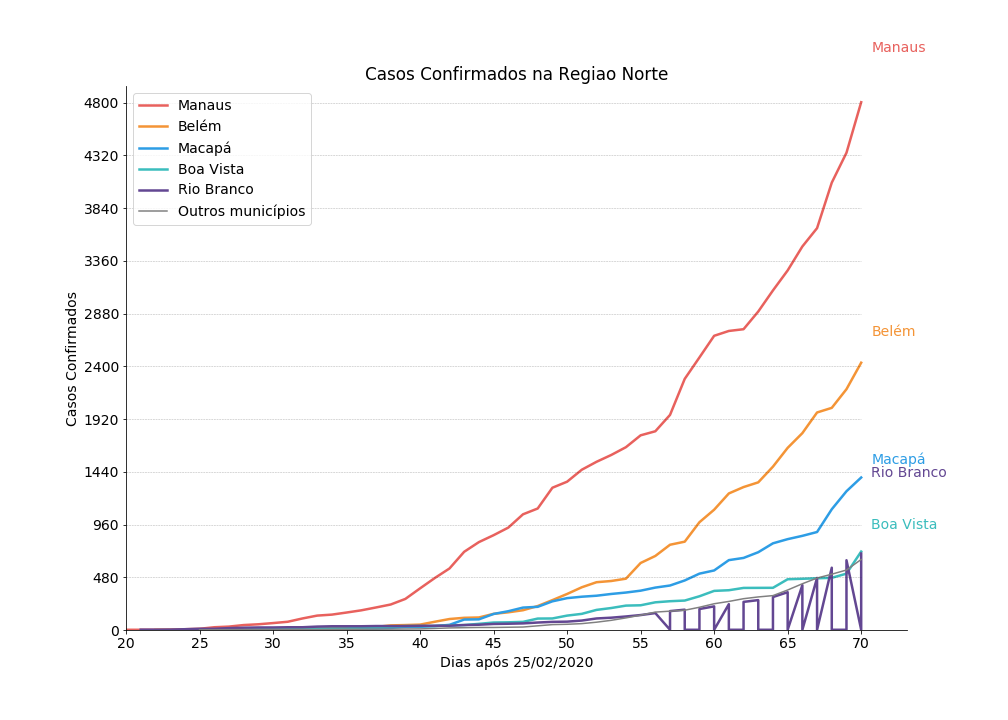 Manaus
Casos Confirmados na Regiao Norte
Manaus
Belém
Macapá
Boa Vista
Rio Branco
Outros municípios
4800
4320
3840
3360
2880
2400
1920
1440
960
480
0
Casos Confirmados
Belém
Macapá
Rio Branco
Boa Vista
20 25 30 35 40 45 50 55 60 65 70
Dias após 25/02/2020